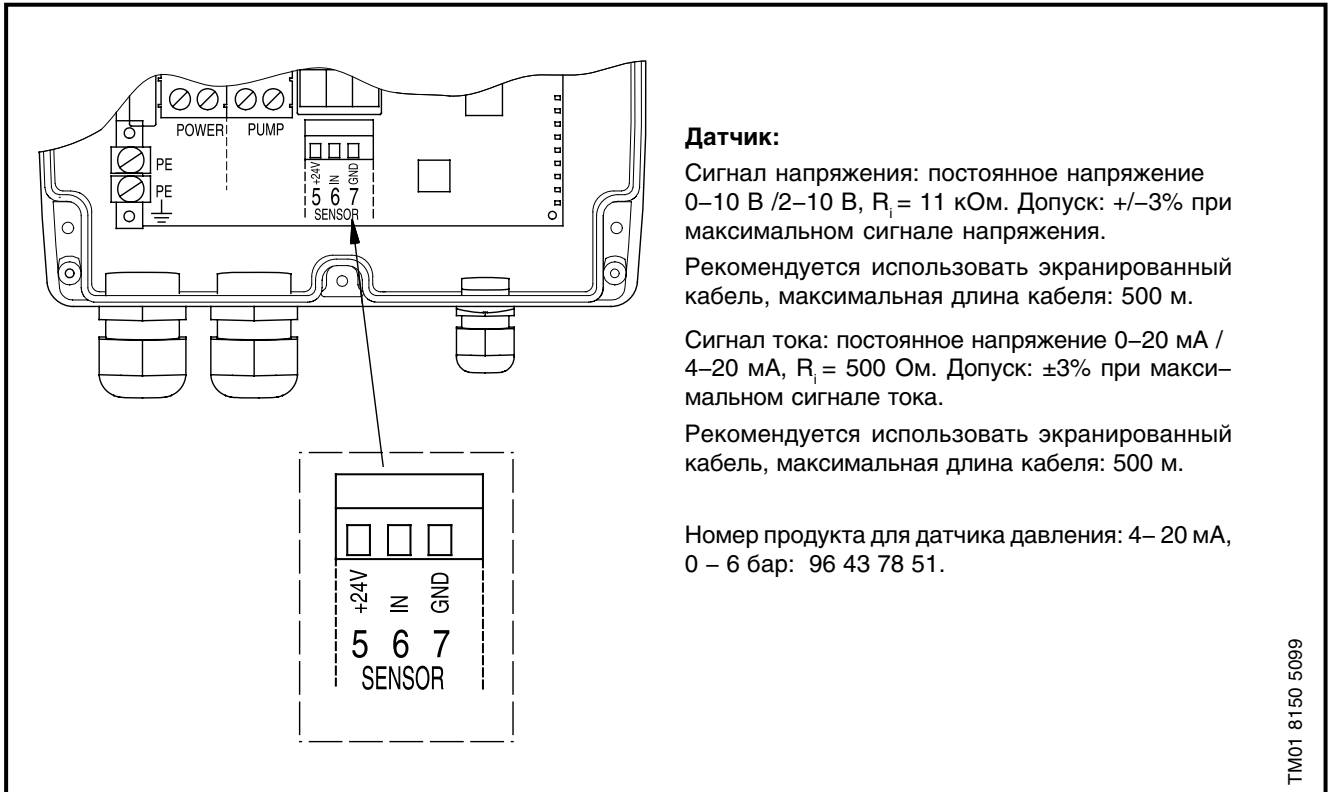 POWER PUMP
PE
PE
+24V IN GND
5 6 7
SENSOR
+24V IN GND
5 6 7
SENSOR
Датчик:
Сигнал напряжения: постоянное напряжение
0–10 В /2–10 В, Ri = 11 кОм. Допуск: +/–3% при
максимальном сигнале напряжения.
Рекомендуется использовать экранированный
кабель, максимальная длина кабеля: 500 м.
Сигнал тока: постоянное напряжение 0–20 мА /
4–20 мА, Ri = 500 Ом. Допуск: ±3% при макси–
мальном сигнале тока.
Рекомендуется использовать экранированный
кабель, максимальная длина кабеля: 500 м.
Номер продукта для датчика давления: 4– 20 мА,
0 – 6 бар: 96 43 78 51.
TM01 8150 5099